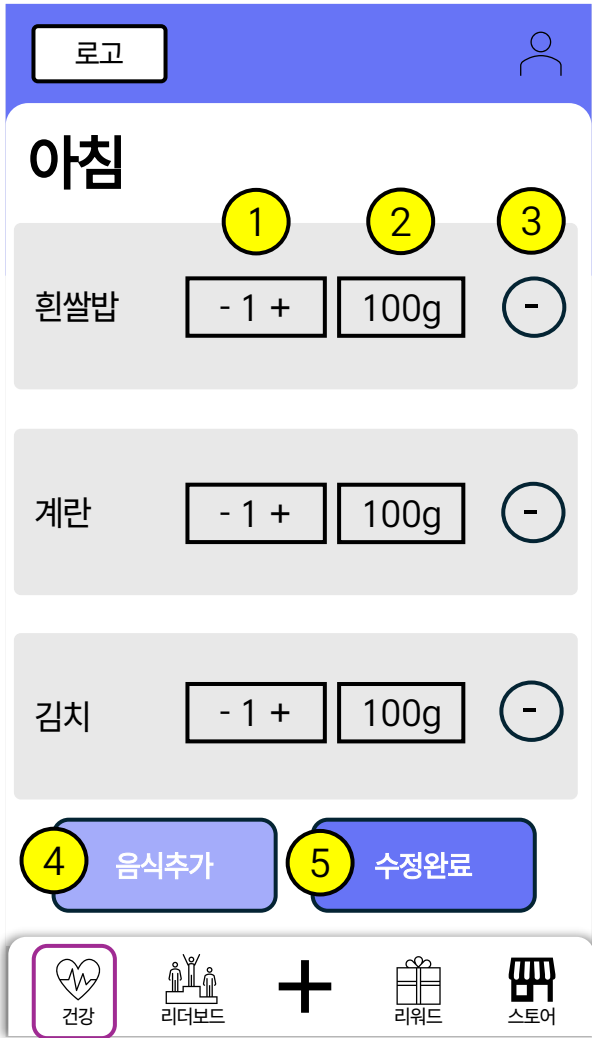 로고
아침
1 2 3
흰쌀밥 - 1 + 100g -
계란 - 1 + 100g -
김치 - 1 + 100g -
4 음식추가 5 수정완료
건강 리더보드 + 리워드 스토어